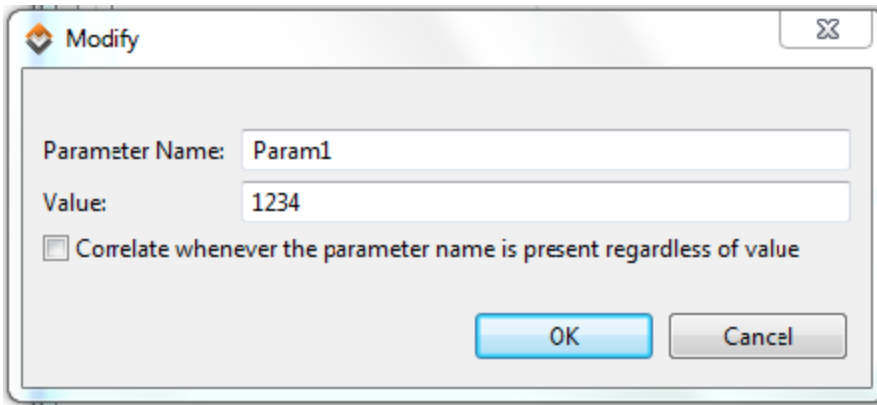 Modify
Parameter Name: Param1
Value: 1234
Correlate whenever the parameter name is present regardless of value
OK Cancel